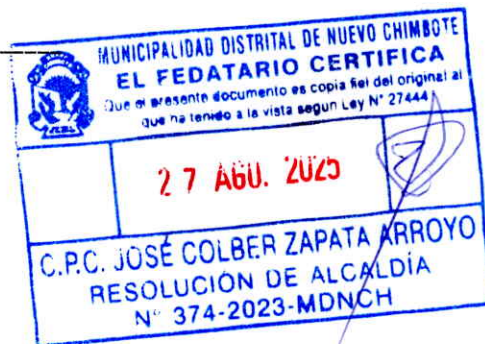 MUNICIPALIDAD DISTRITAL DE NUEVO CHIMBOTE
EL FEDATARIO CERTIFICA
Que el presente documento es copia fiel del original al
que ha tenido a la vista segun Ley N° 27444
27 AGO. 2025
C.P.C. JOSÉ COLBER ZAPATA ARROYO
RESOLUCIÓN DE ALCALDÍA
N° 374-2023-MDNCH